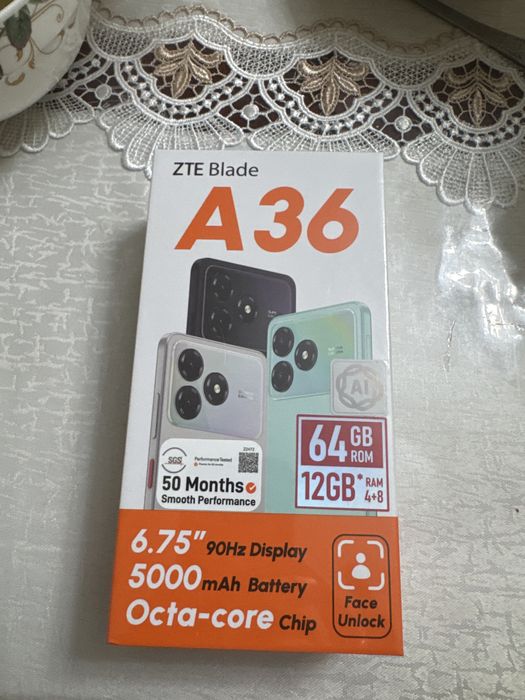 ZTE Blade
A36
AI
64 GB ROM
12GB* RAM 4+8
SGS
Performance Tested
50 Months
Smooth Performance
6.75" 90Hz Display
5000mAh Battery
Octa-core Chip
Face
Unlock